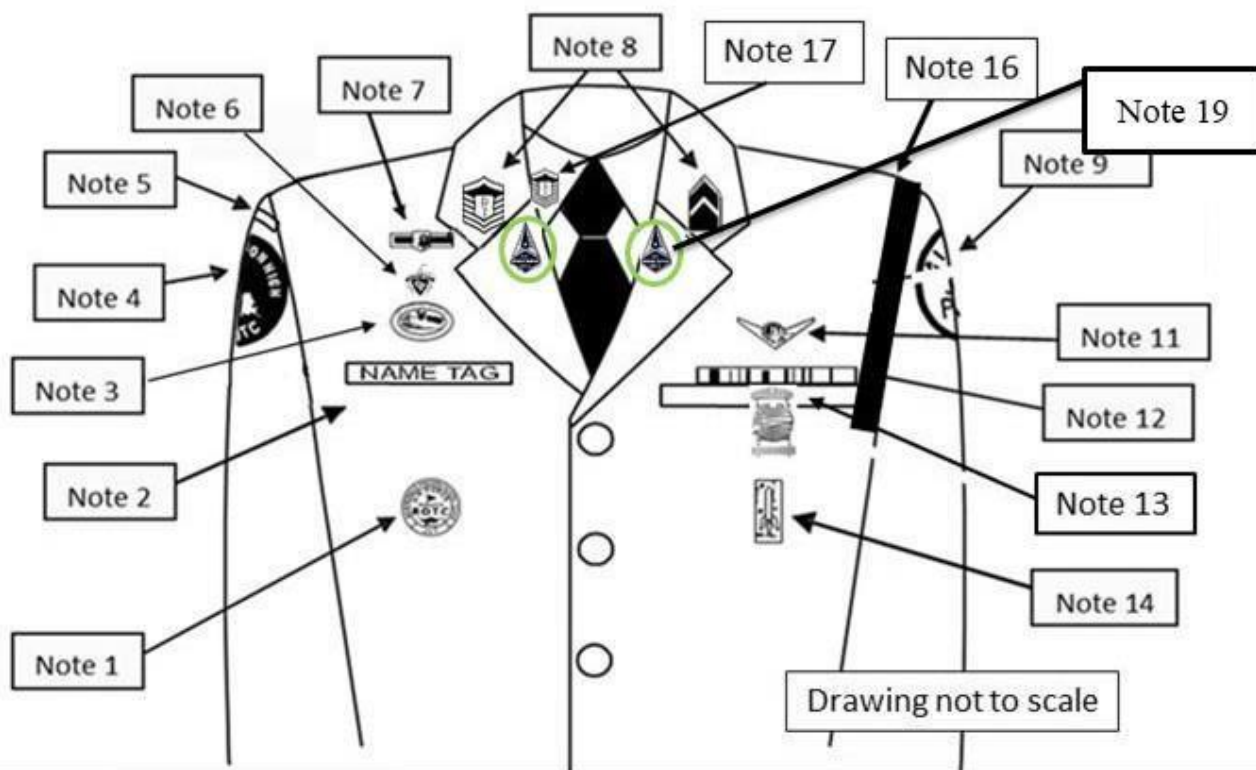 Note 8
Note 17
Note 16
Note 7
Note 19
Note 6
Note 9
Note 5
Note 4
Note 11
Note 3
NAME TAG
Note 12
Note 2
ROTC
Note 13
Note 14
Note 1
Drawing not to scale